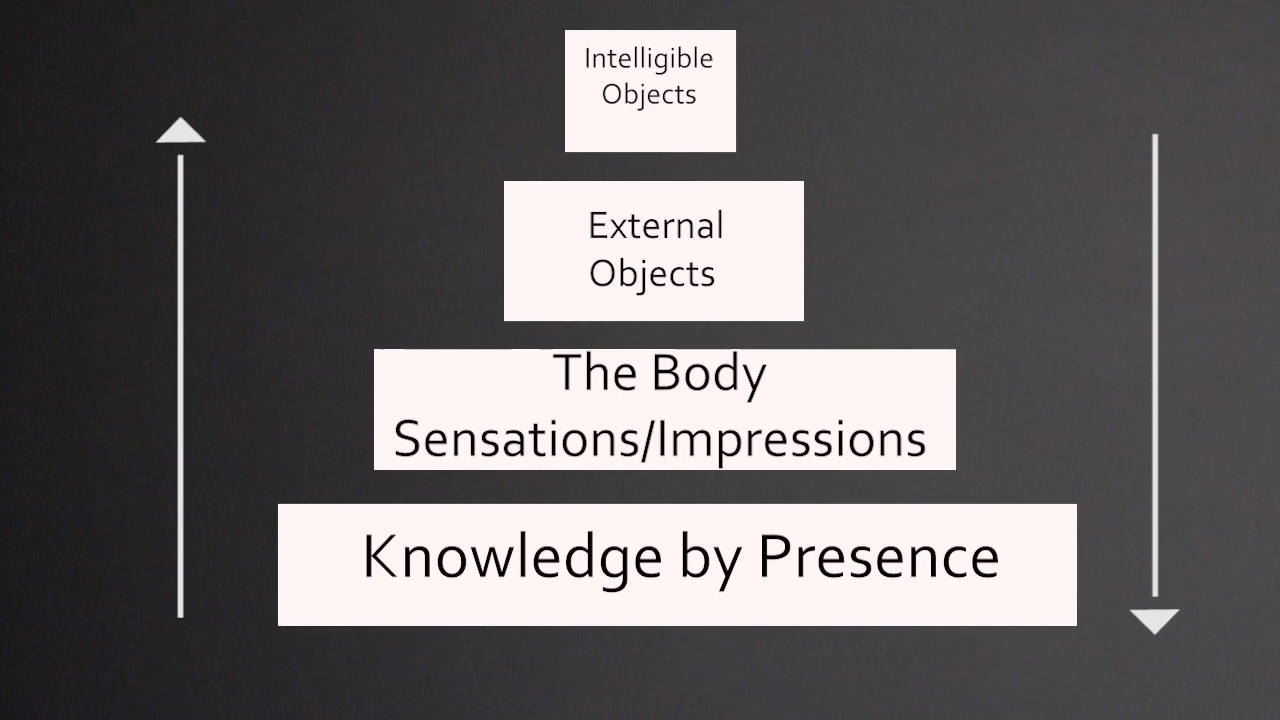 Intelligible
Objects
External
Objects
The Body
Sensations/Impressions
Knowledge by Presence